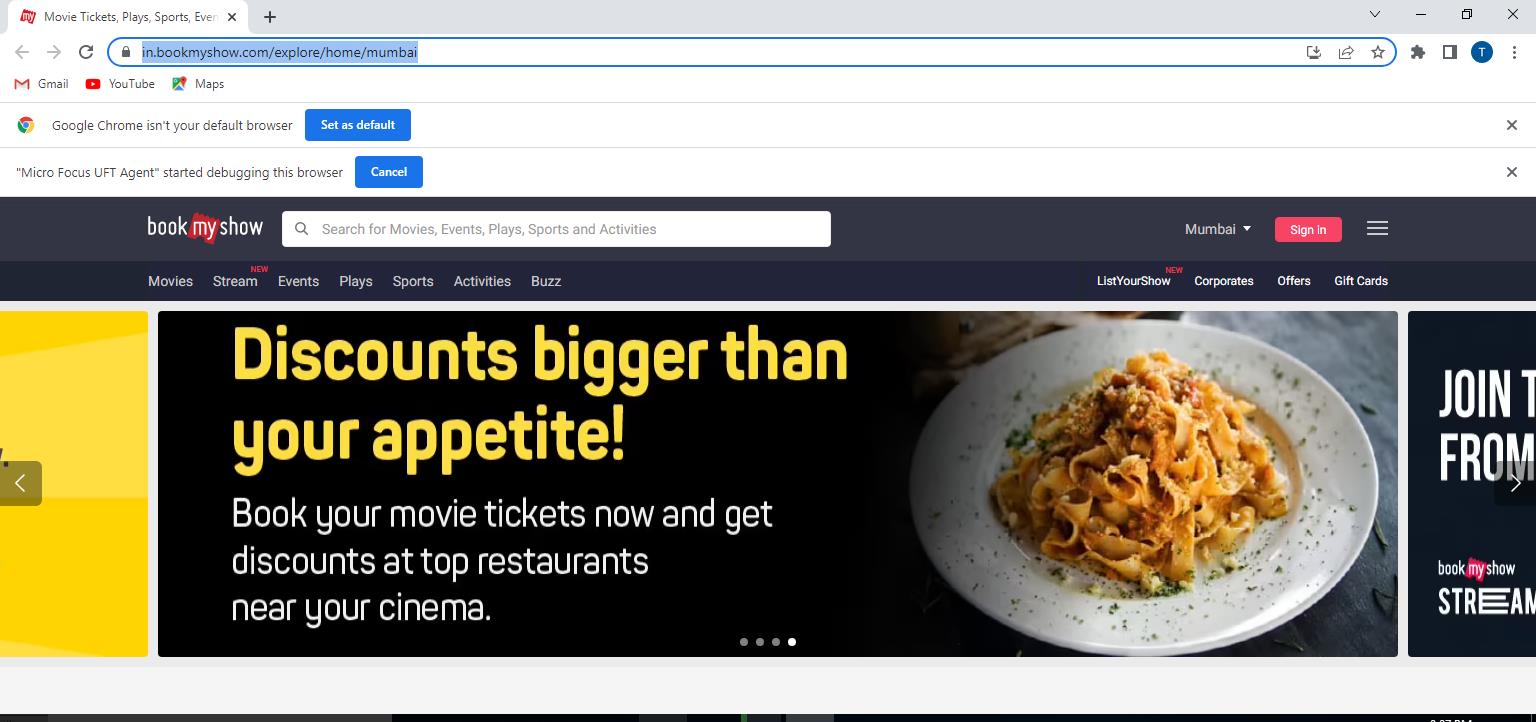 Movie Tickets, Plays, Sports, Even
in.bookmyshow.com/explore/home/mumbai
T
Gmail YouTube Maps
Google Chrome isn't your default browser Set as default
"Micro Focus UFT Agent" started debugging this browser Cancel
book my show Search for Movies, Events, Plays, Sports and Activities Mumbai Sign in
Movies Stream NEW Events Plays Sports Activities Buzz ListYourShow NEW Corporates Offers Gift Cards
Discounts bigger than
your appetite!
Book your movie tickets now and get
discounts at top restaurants
near your cinema.
JOIN T
FROM
book my show
STREAM